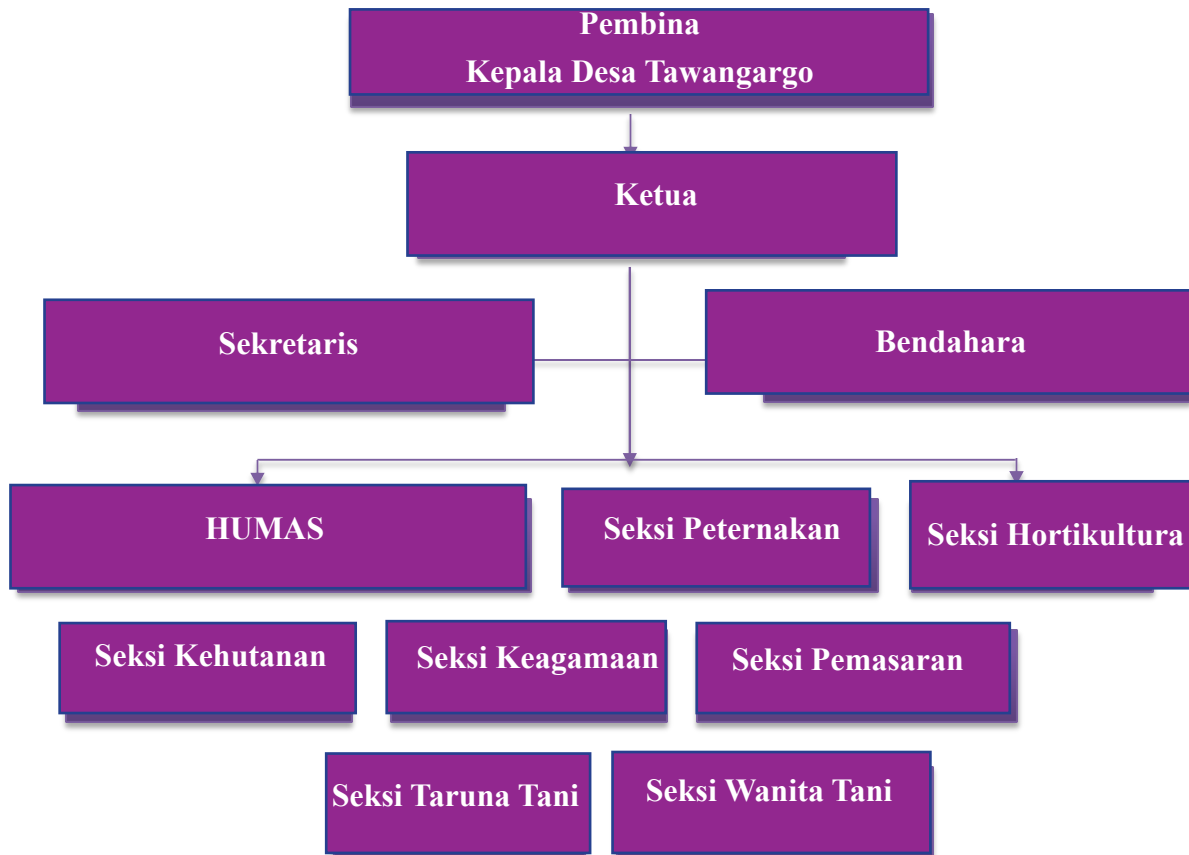 Pembina
Kepala Desa Tawangargo
Ketua
Sekretaris
Bendahara
HUMAS
Seksi Peternakan
Seksi Hortikultura
Seksi Kehutanan
Seksi Keagamaan
Seksi Pemasaran
Seksi Taruna Tani
Seksi Wanita Tani